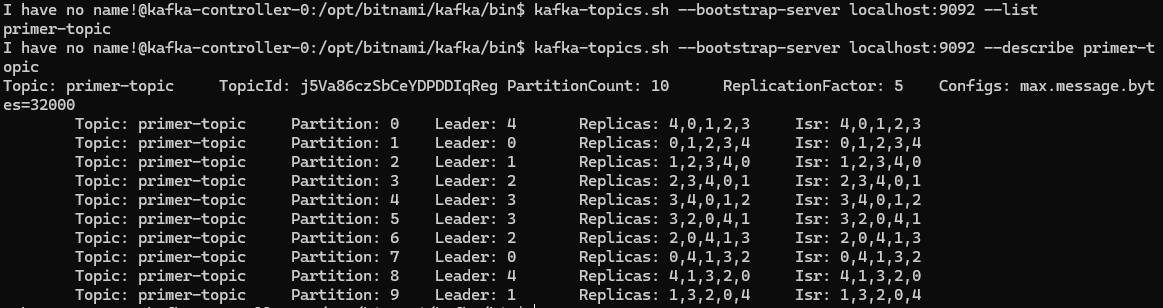 I have no name!@kafka-controller-0:/opt/bitnami/kafka/bin$ kafka-topics.sh --bootstrap-server localhost:9092 --list
primer-topic
I have no name!@kafka-controller-0:/opt/bitnami/kafka/bin$ kafka-topics.sh --bootstrap-server localhost:9092 --describe primer-t
opic
Topic: primer-topic TopicId: j5Va86czSbCeYDPDDIqReg PartitionCount: 10 ReplicationFactor: 5 Configs: max.message.byt
es=32000
Topic: primer-topic Partition: 0 Leader: 4 Replicas: 4,0,1,2,3 Isr: 4,0,1,2,3
Topic: primer-topic Partition: 1 Leader: 0 Replicas: 0,1,2,3,4 Isr: 0,1,2,3,4
Topic: primer-topic Partition: 2 Leader: 1 Replicas: 1,2,3,4,0 Isr: 1,2,3,4,0
Topic: primer-topic Partition: 3 Leader: 2 Replicas: 2,3,4,0,1 Isr: 2,3,4,0,1
Topic: primer-topic Partition: 4 Leader: 3 Replicas: 3,4,0,1,2 Isr: 3,4,0,1,2
Topic: primer-topic Partition: 5 Leader: 3 Replicas: 3,2,0,4,1 Isr: 3,2,0,4,1
Topic: primer-topic Partition: 6 Leader: 2 Replicas: 2,0,4,1,3 Isr: 2,0,4,1,3
Topic: primer-topic Partition: 7 Leader: 0 Replicas: 0,4,1,3,2 Isr: 0,4,1,3,2
Topic: primer-topic Partition: 8 Leader: 4 Replicas: 4,1,3,2,0 Isr: 4,1,3,2,0
Topic: primer-topic Partition: 9 Leader: 1 Replicas: 1,3,2,0,4 Isr: 1,3,2,0,4